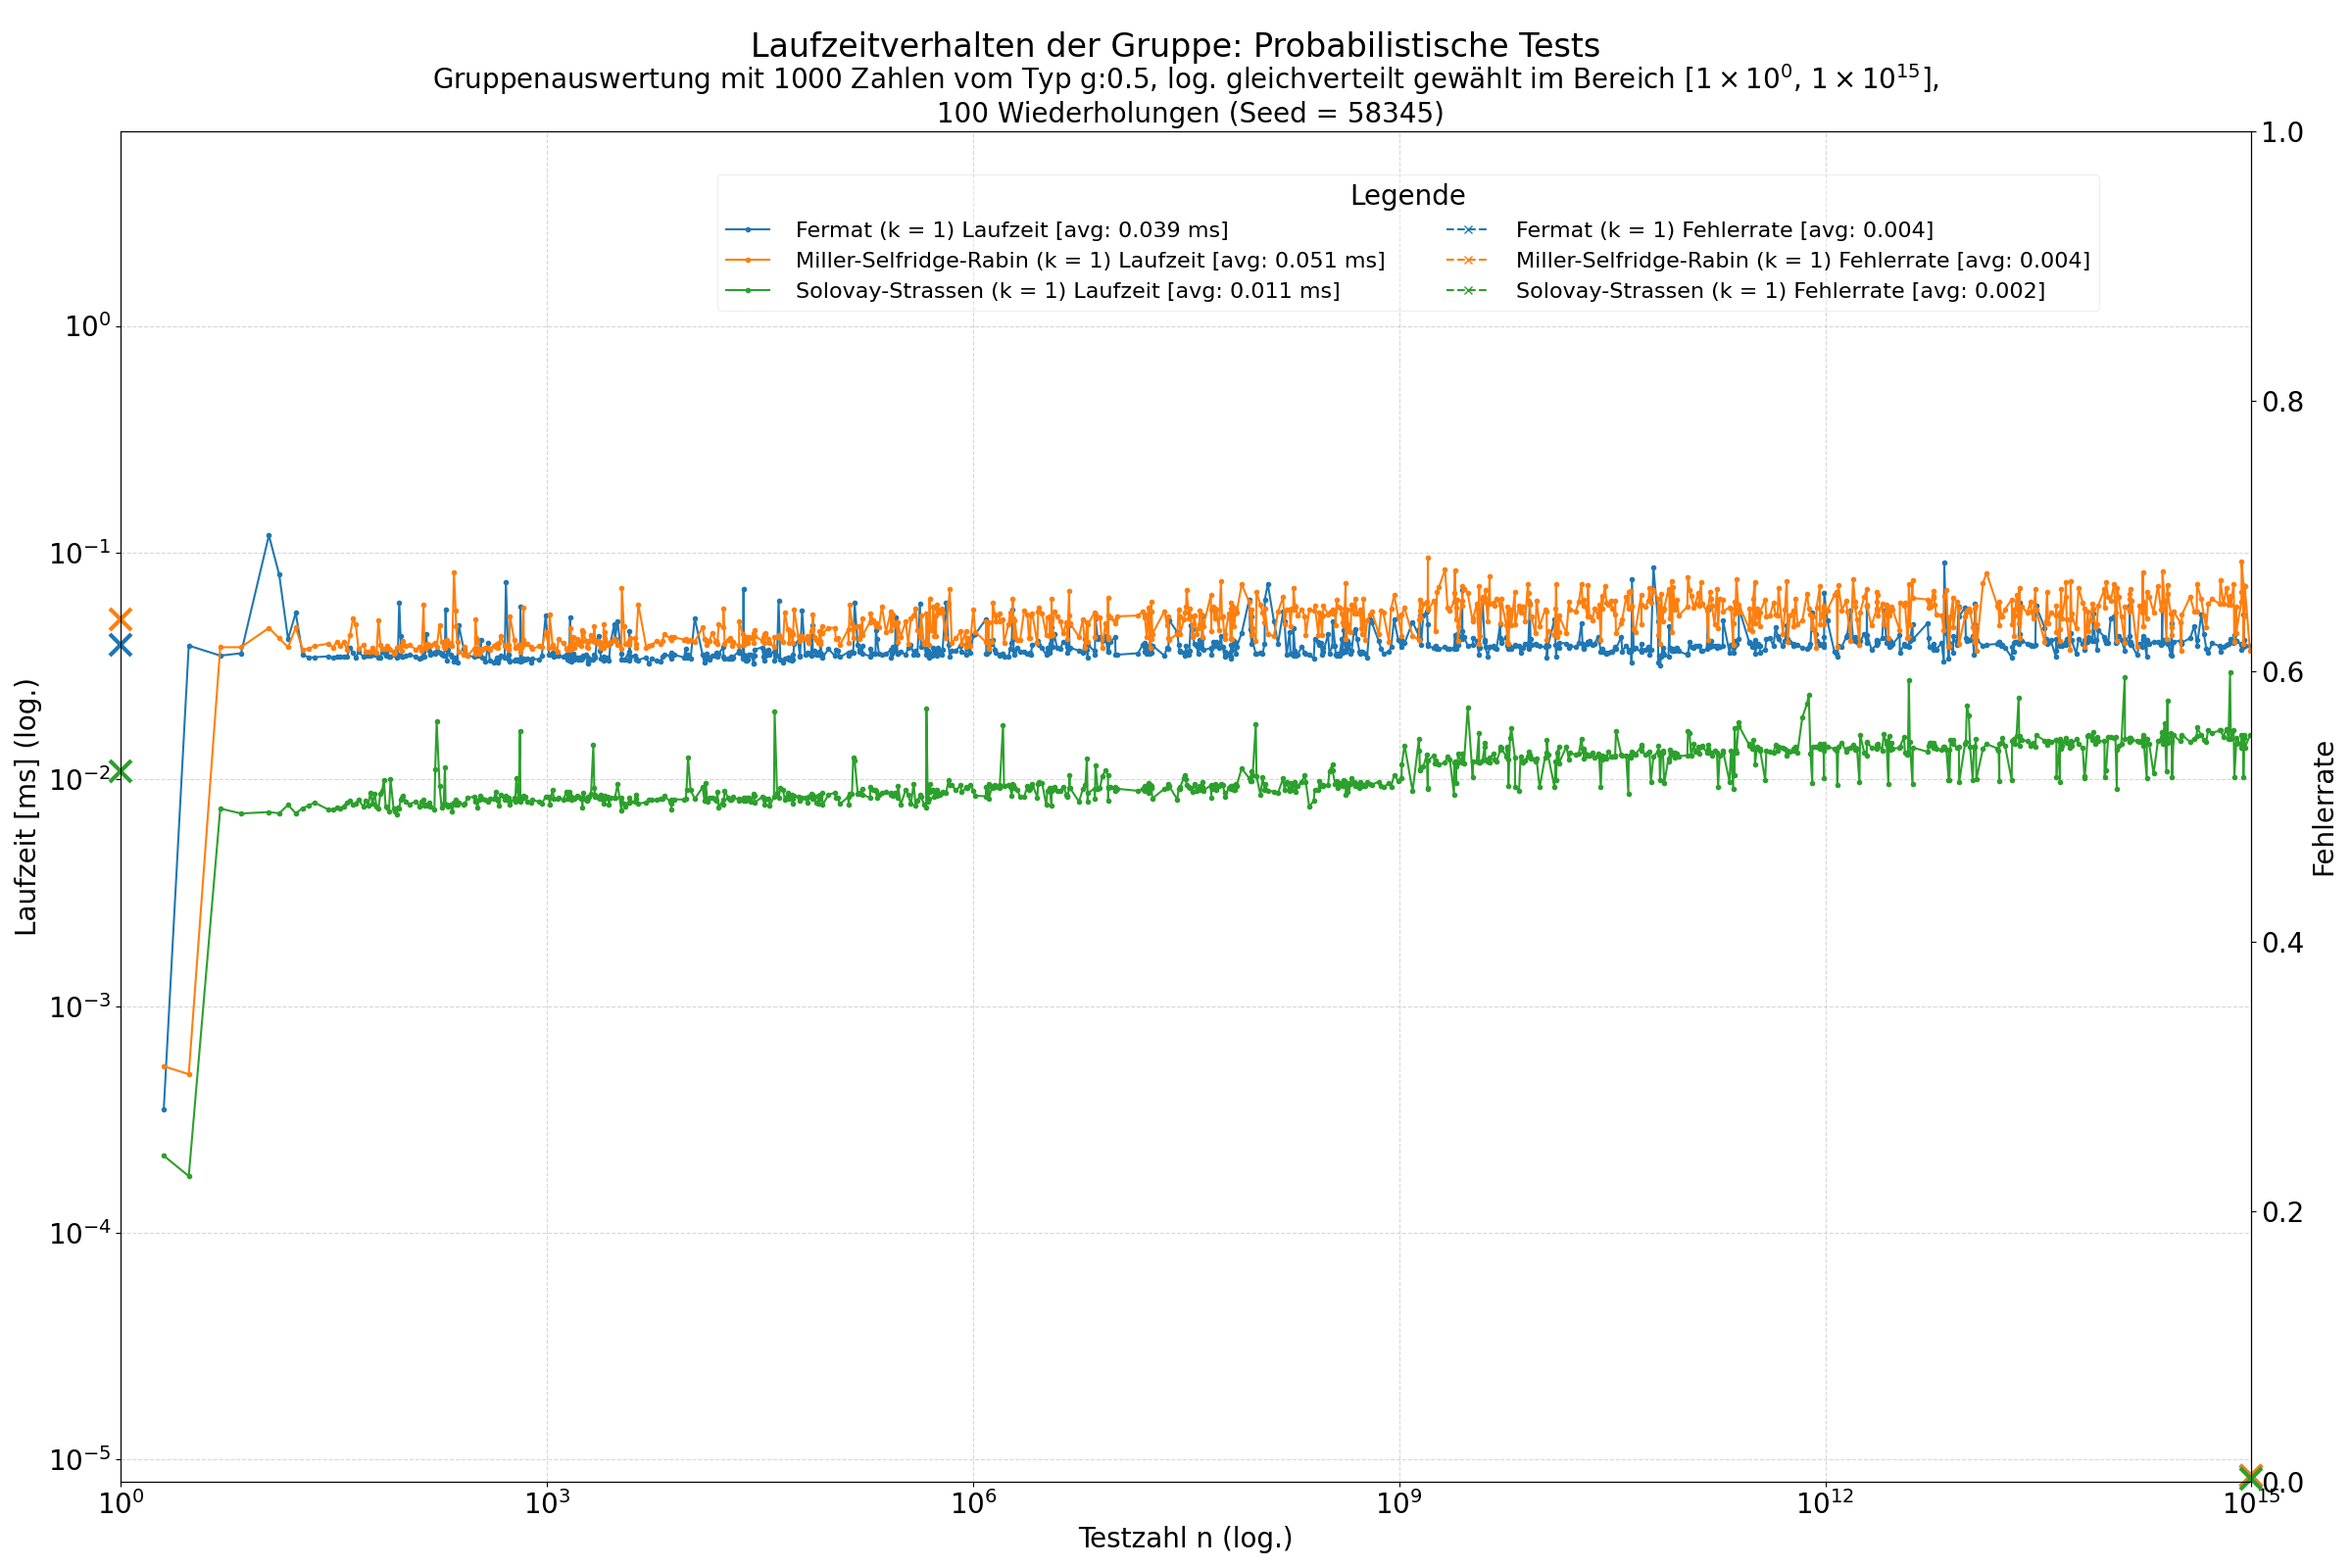 Laufzeitverhalten der Gruppe: Probabilistische Tests
Gruppenauswertung mit 1000 Zahlen vom Typ g:0.5, log. gleichverteilt gewählt im Bereich [1 × 10⁰, 1 × 10¹⁵],
100 Wiederholungen (Seed = 58345)
Legende
Fermat (k = 1) Laufzeit [avg: 0.039 ms]
Miller-Selfridge-Rabin (k = 1) Laufzeit [avg: 0.051 ms]
Solovay-Strassen (k = 1) Laufzeit [avg: 0.011 ms]
Fermat (k = 1) Fehlerrate [avg: 0.004]
Miller-Selfridge-Rabin (k = 1) Fehlerrate [avg: 0.004]
Solovay-Strassen (k = 1) Fehlerrate [avg: 0.002]
Laufzeit [ms] (log.)
10⁰
10⁻¹
10⁻²
10⁻³
10⁻⁴
10⁻⁵
1.0
0.8
0.6
0.4
0.2
0.0
Fehlerrate
10⁰
10³
10⁶
10⁹
10¹²
10¹⁵
Testzahl n (log.)